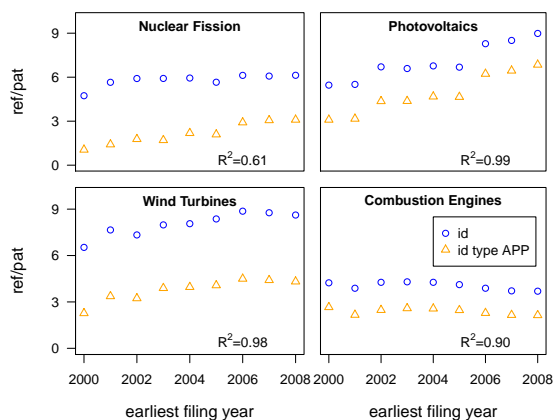 Nuclear Fission
Photovoltaics
ref/pat
9
6
3
0
R²=0.61
R²=0.99
Wind Turbines
Combustion Engines
ref/pat
9
6
3
0
id
id type APP
R²=0.98
R²=0.90
2000 2002 2004 2006 2008
2000 2002 2004 2006 2008
earliest filing year
earliest filing year